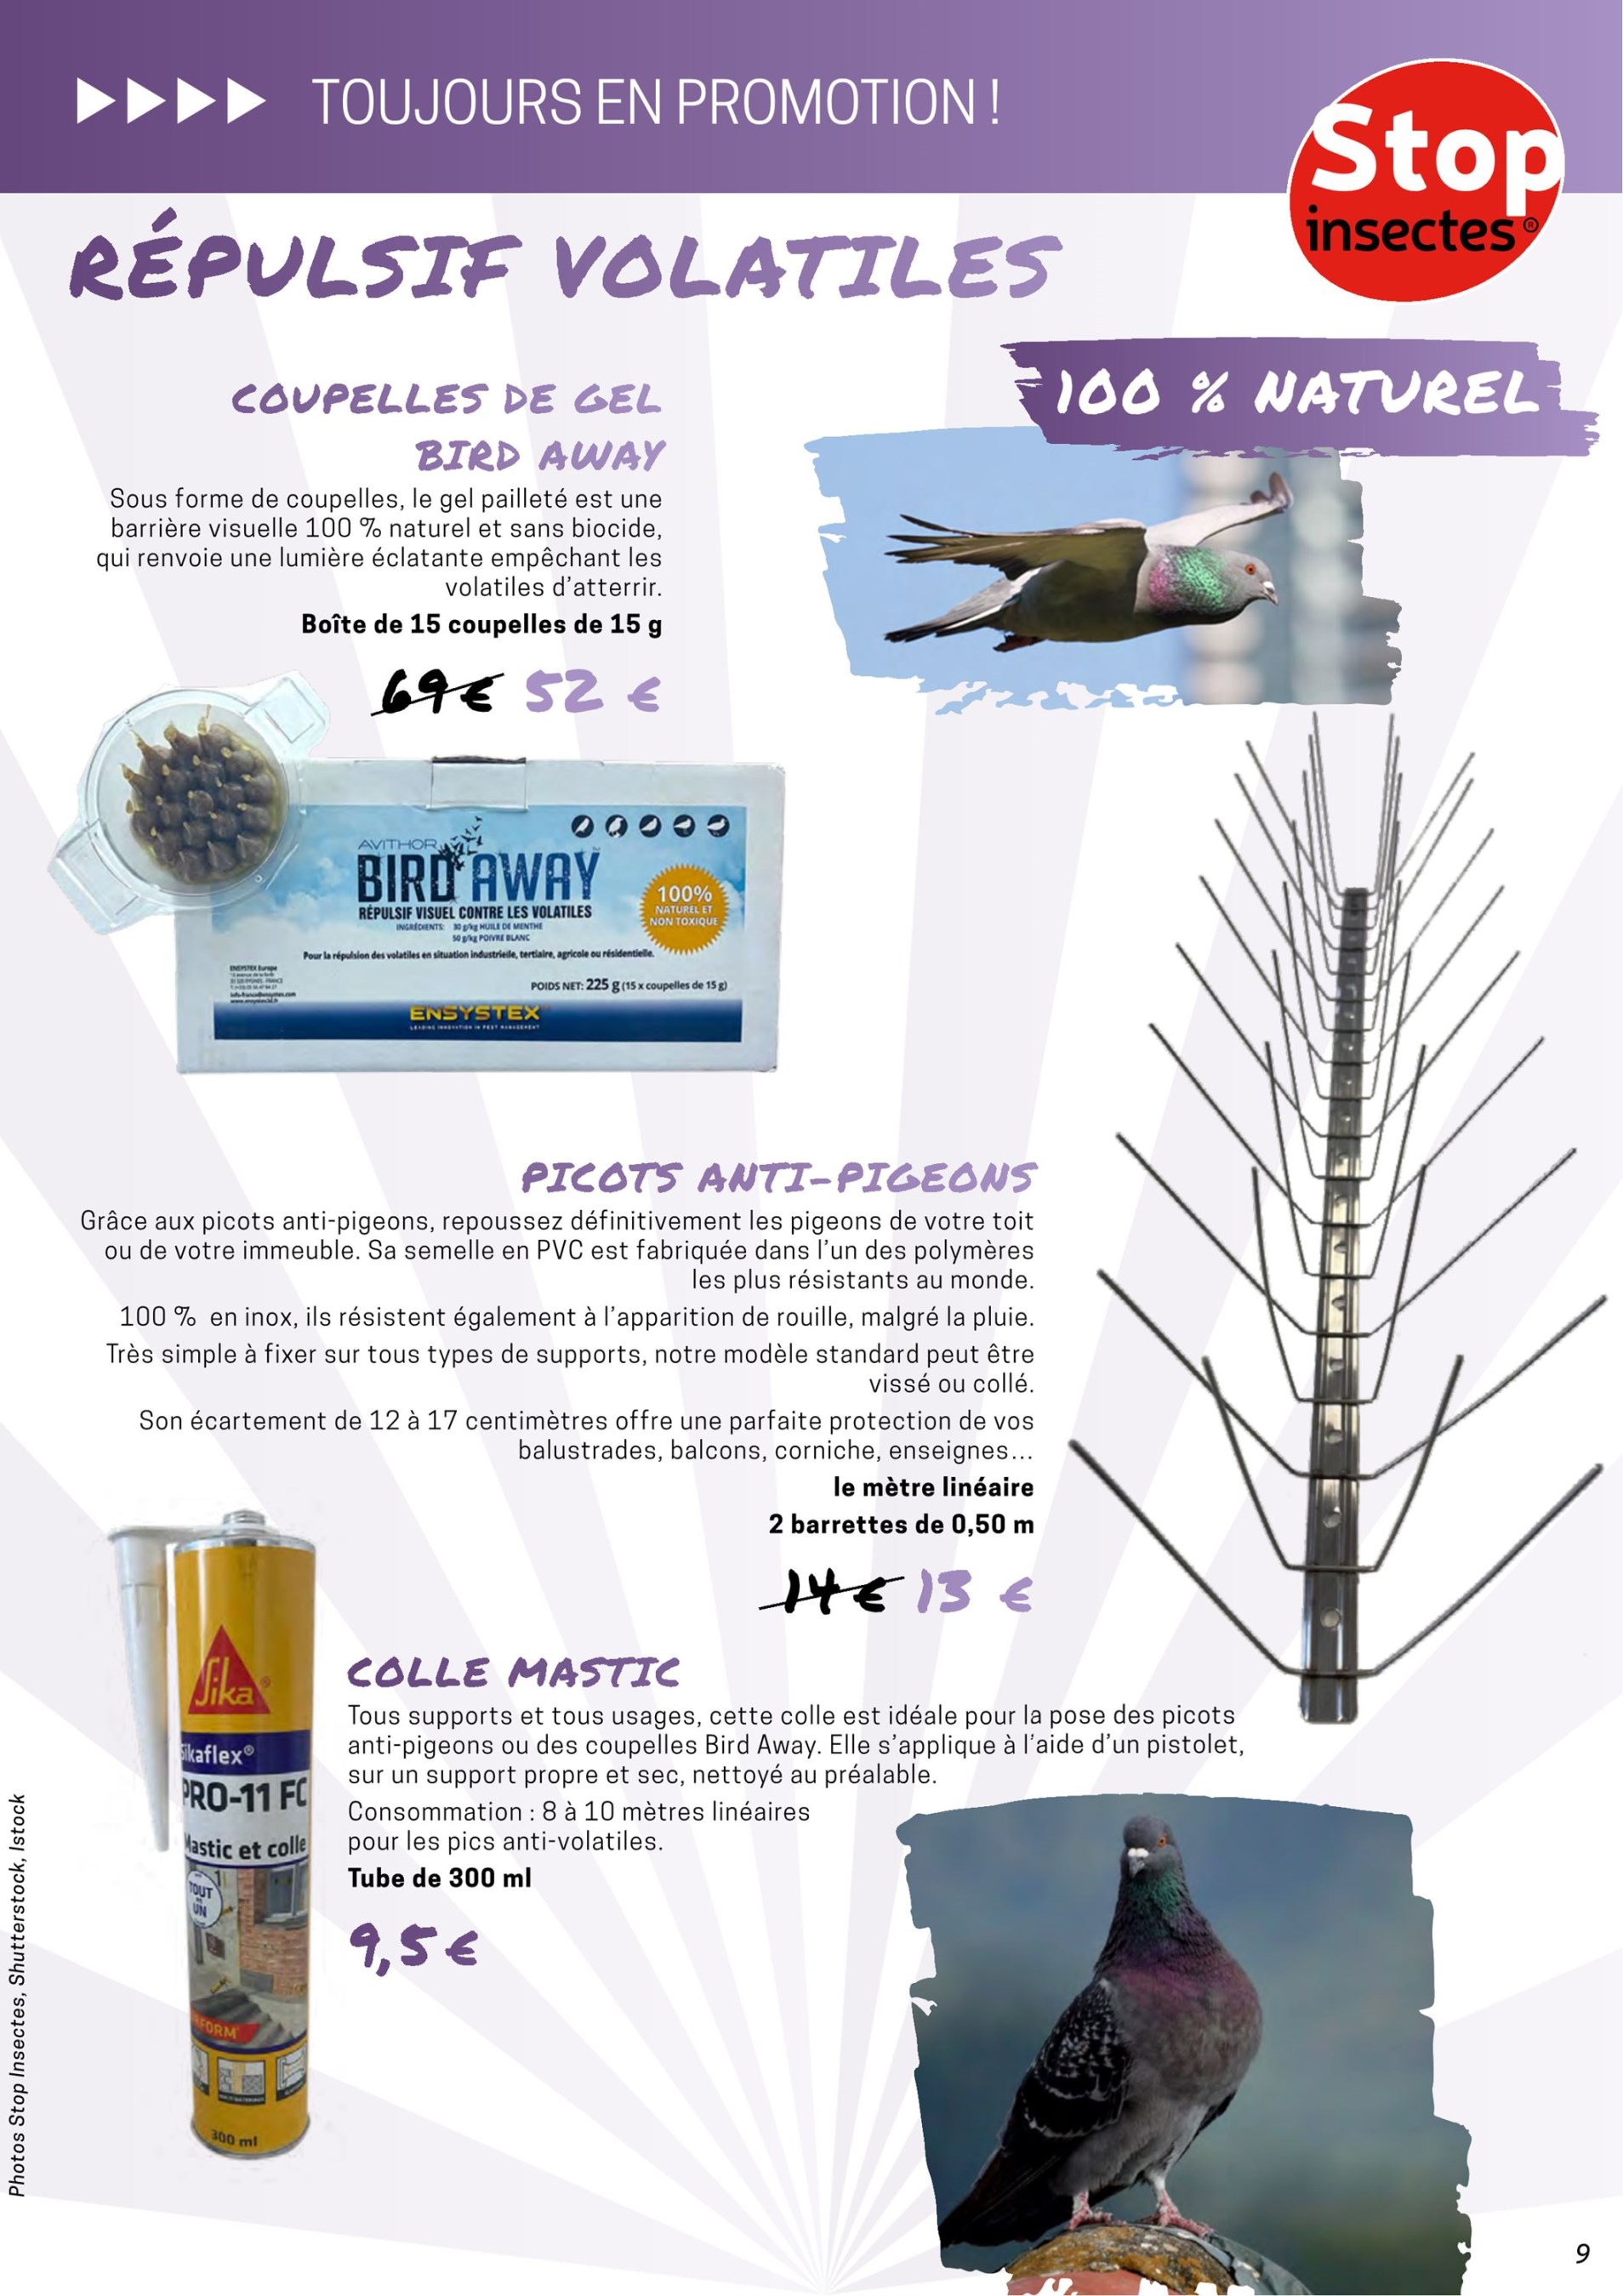 TOUJOURS EN PROMOTION !
Stop
insectes®
RÉPULSIF VOLATILES
100 % NATUREL
COUPELLES DE GEL
BIRD AWAY
Sous forme de coupelles, le gel pailleté est une
barrière visuelle 100 % naturel et sans biocide,
qui renvoie une lumière éclatante empêchant les
volatiles d'atterrir.
Boîte de 15 coupelles de 15 g
69€ 52 €
AVITHOR
BIRD AWAY
RÉPULSIF VISUEL CONTRE LES VOLATILES
INGRÉDIENTS: 30 g/kg HUILE DE MENTHE
50 g/kg POIVRE BLANC
100%
NATUREL ET
NON TOXIQUE
Pour la répulsion des volatiles en situation industrielle, tertiaire, agricole ou résidentielle.
ENSYSTEX Europe
POIDS NET: 225 g (15 x coupelles de 15 g)
ENSYSTEX
LEADING INNOVATION IN PEST MANAGEMENT
PICOTS ANTI-PIGEONS
Grâce aux picots anti-pigeons, repoussez définitivement les pigeons de votre toit
ou de votre immeuble. Sa semelle en PVC est fabriquée dans l'un des polymères
les plus résistants au monde.
100 % en inox, ils résistent également à l'apparition de rouille, malgré la pluie.
Très simple à fixer sur tous types de supports, notre modèle standard peut être
vissé ou collé.
Son écartement de 12 à 17 centimètres offre une parfaite protection de vos
balustrades, balcons, corniche, enseignes...
le mètre linéaire
2 barrettes de 0,50 m
14€ 13 €
Sika®
Sikaflex®
PRO-11 FC
Mastic et colle
TOUT
EN
UN
300 ml
COLLE MASTIC
Tous supports et tous usages, cette colle est idéale pour la pose des picots
anti-pigeons ou des coupelles Bird Away. Elle s'applique à l'aide d'un pistolet,
sur un support propre et sec, nettoyé au préalable.
Consommation : 8 à 10 mètres linéaires
pour les pics anti-volatiles.
Tube de 300 ml
9,5€
Photos Stop Insectes, Shutterstock, Istock
9